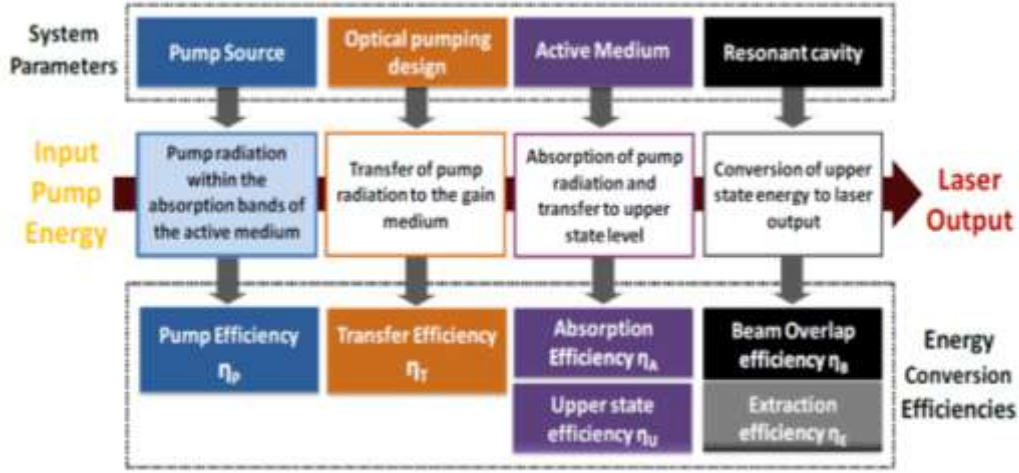 System
Parameters
Pump Source
Optical pumping
design
Active Medium
Resonant cavity
Input
Pump
Energy
Pump radiation
within the
absorption bands of
the active medium
Transfer of pump
radiation to the gain
medium
Absorption of pump
radiation and
transfer to upper
state level
Conversion of upper
state energy to laser
output
Laser
Output
Pump Efficiency
ηP
Transfer Efficiency
ηT
Absorption
Efficiency ηA
Upper state
efficiency ηU
Beam Overlap
efficiency ηB
Extraction
efficiency ηE
Energy
Conversion
Efficiencies